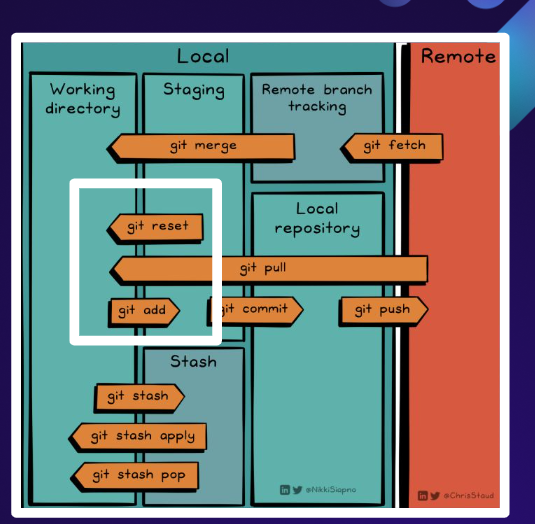 Local
Remote
Working
directory
Staging
Remote branch
tracking
git merge
git fetch
git reset
Local
repository
git pull
git add
git commit
git push
Stash
git stash
git stash apply
git stash pop
@NikkiSiapno
@ChrisStaud